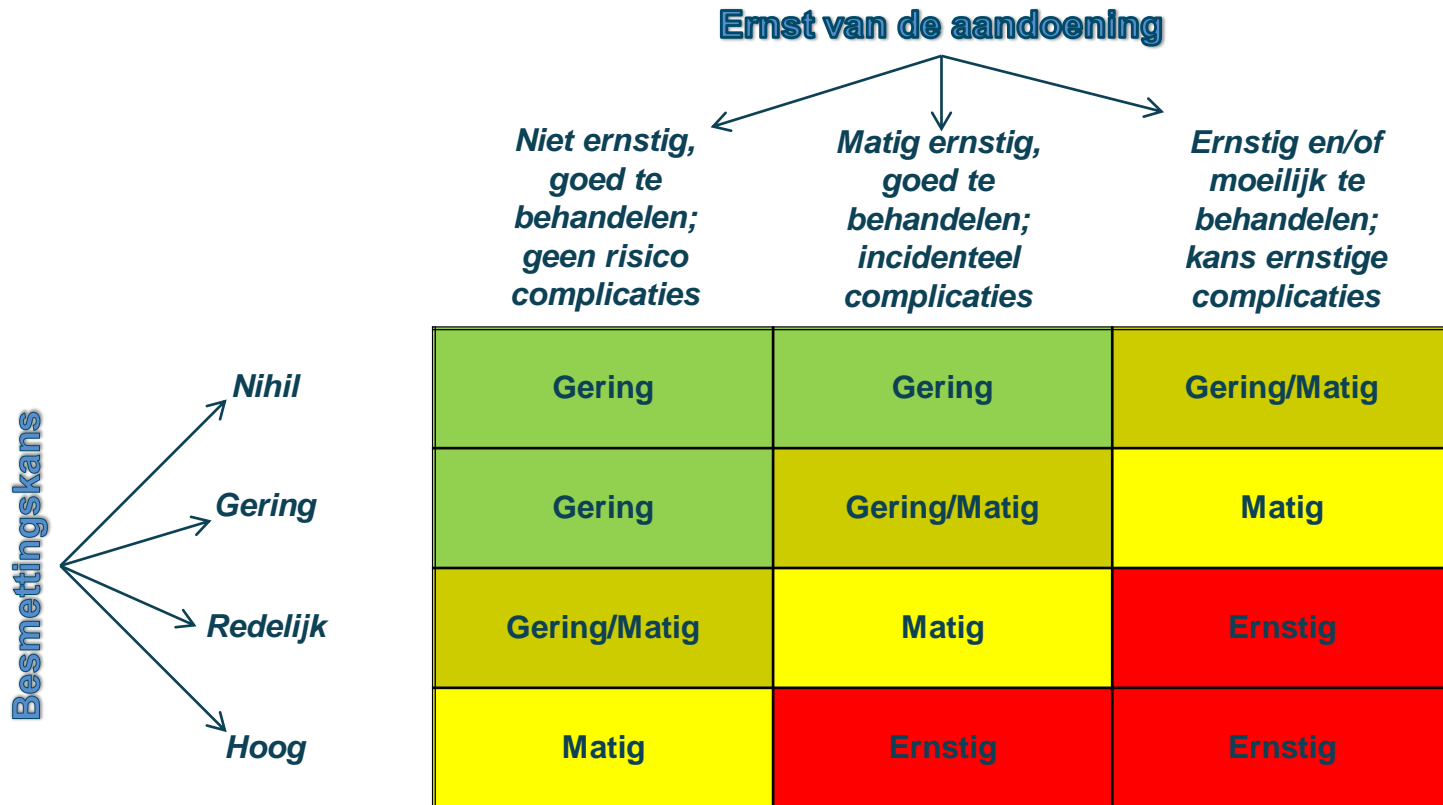 Ernst van de aandoening
Niet ernstig,
goed te
behandelen;
geen risico
complicaties
Matig ernstig,
goed te
behandelen;
incidenteel
complicaties
Ernstig en/of
moeilijk te
behandelen;
kans ernstige
complicaties
Besmettingskans
Nihil
Gering
Gering
Gering/Matig
Gering
Gering
Gering/Matig
Matig
Redelijk
Gering/Matig
Matig
Ernstig
Hoog
Matig
Ernstig
Ernstig